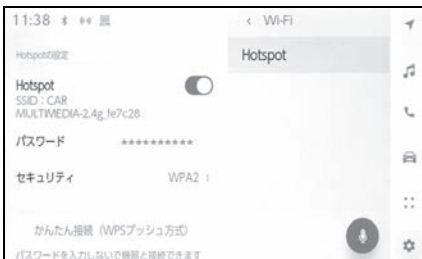 11:38
‹ Wi-Fi
Hotspotの設定
Hotspot
Hotspot
SSID : CAR
MULTIMEDIA-2.4g_fe7c28
パスワード **********
セキュリティ WPA2
かんたん接続 (WPSプッシュ方式)
パスワードを入力しないで機器と接続できます